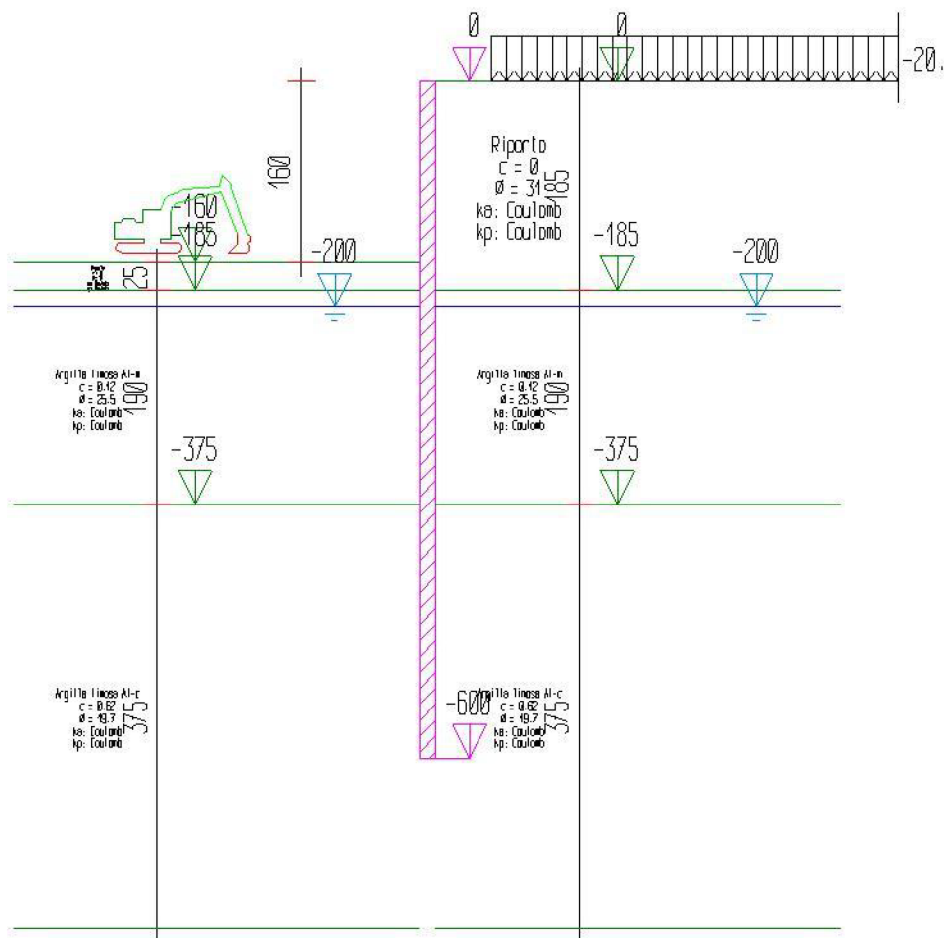 0
0
-20.
160
Riporto
c = 0
Ø = 31
ka: Coulomb
kp: Coulomb
185
-160
-185
-200
-185
-200
25
Argilla limosa Al-m
c = 0.12
Ø = 25.5
ka: Coulomb
kp: Coulomb
190
Argilla limosa Al-m
c = 0.12
Ø = 25.5
ka: Coulomb
kp: Coulomb
190
-375
-375
Argilla limosa Al-c
c = 0.62
Ø = 19.7
ka: Coulomb
kp: Coulomb
375
-600
Argilla limosa Al-c
c = 0.62
Ø = 19.7
ka: Coulomb
kp: Coulomb
375